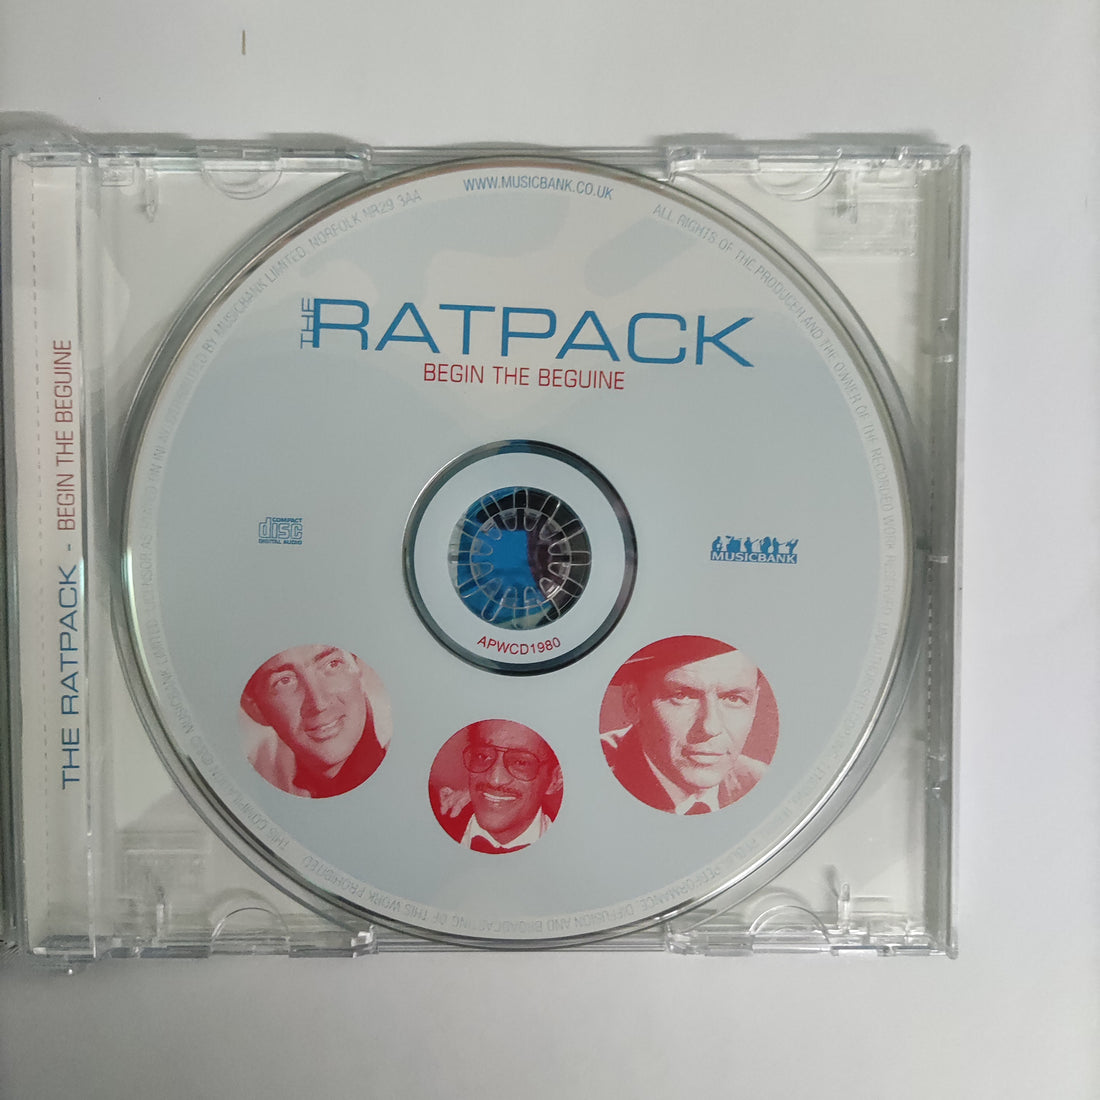 THE RATPACK - BEGIN THE BEGUINE
WWW.MUSICBANK.CO.UK
THE RATPACK
BEGIN THE BEGUINE
COMPACT
disc
DIGITAL AUDIO
MUSICBANK
APWCD1980
BY MUSICBANK LIMITED, NORFOLK NR29 3AA
ALL RIGHTS OF THE PRODUCER AND THE OWNER OF THE RECORDED WORK RESERVED.
PERFORMANCE, DIFFUSION AND BROADCASTING OF THIS WORK PROHIBITED